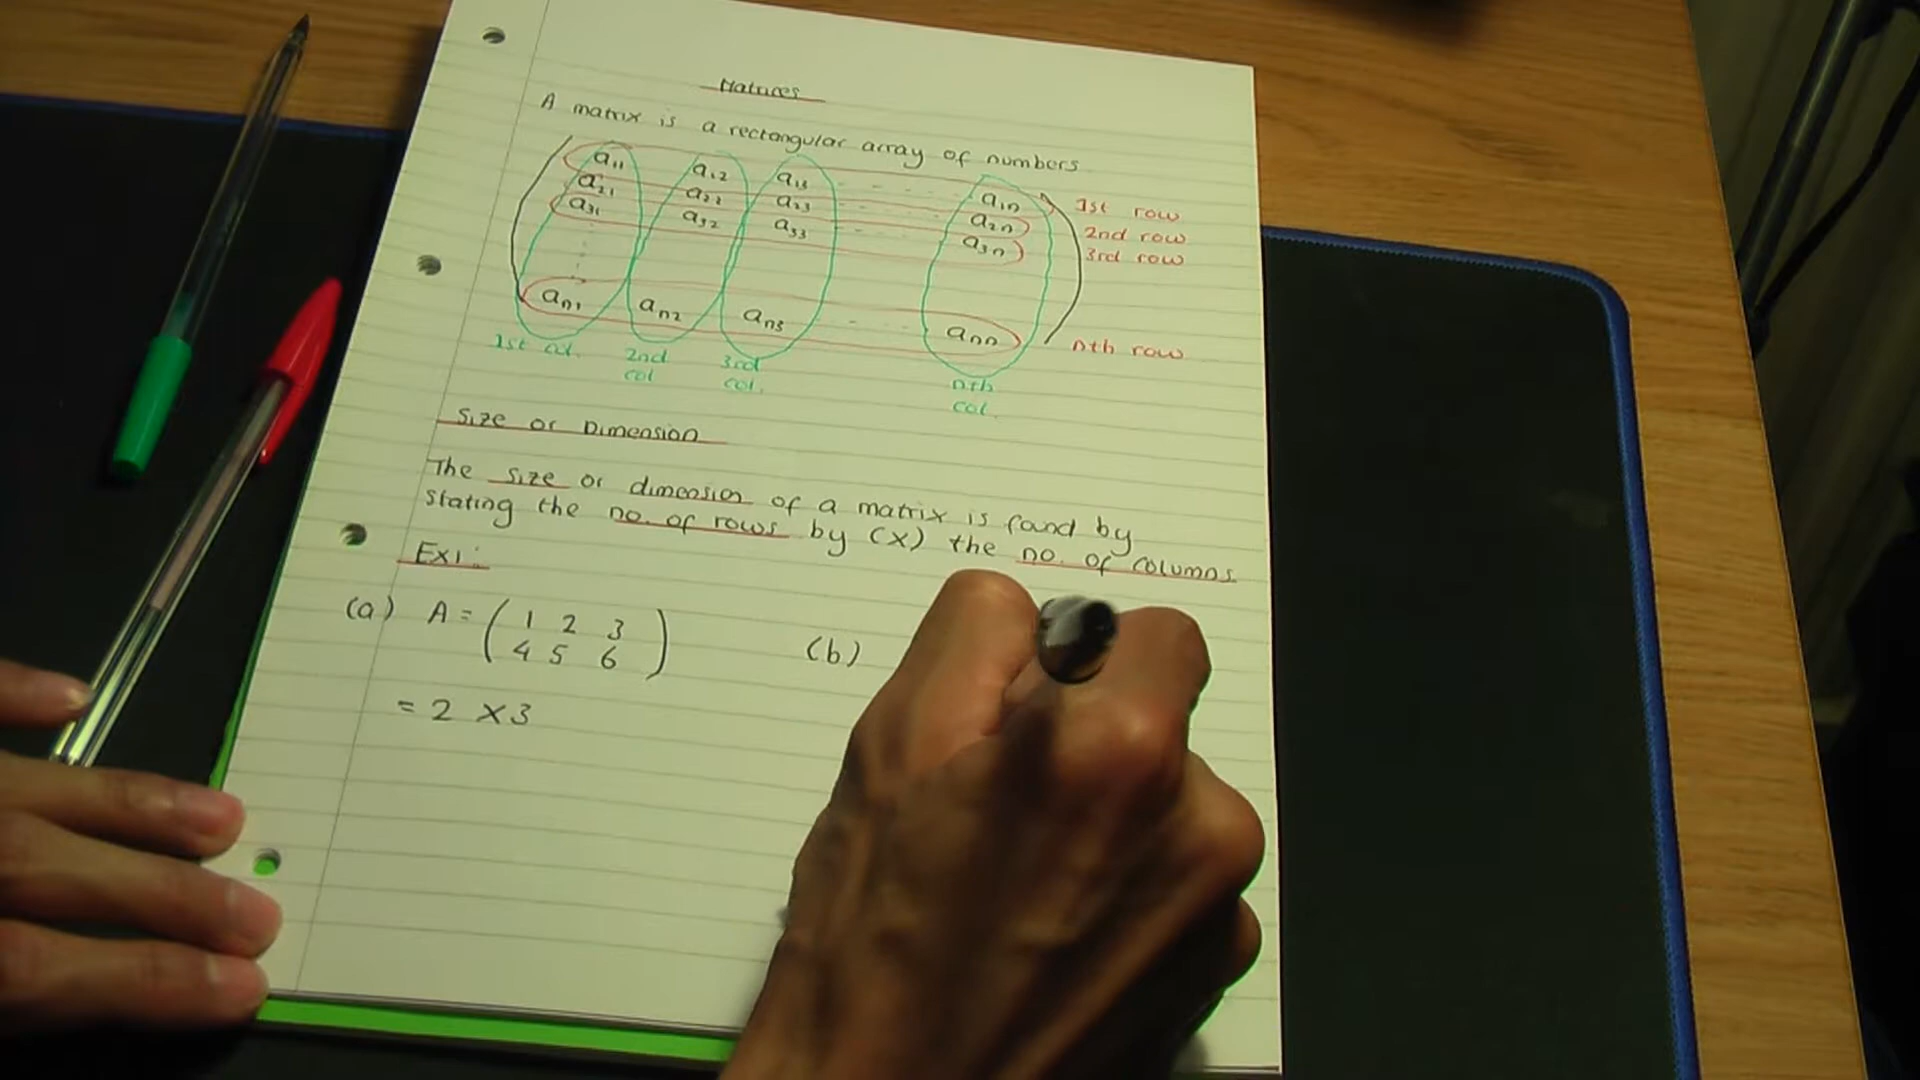 Matrices
A matrix is a rectangular array of numbers
a11 a12 a13 - - - - a1n 1st row
a21 a22 a23 - - - - a2n 2nd row
a31 a32 a33 - - - - a3n 3rd row
an1 an2 an3 - - - - ann nth row
1st col. 2nd col 3rd col. nth col.
Size or Dimension
The size or dimension of a matrix is found by
stating the no. of rows by (x) the no. of columns
Ex1:
(a) A = ( 1 2 3 (b)
4 5 6 )
= 2 x 3